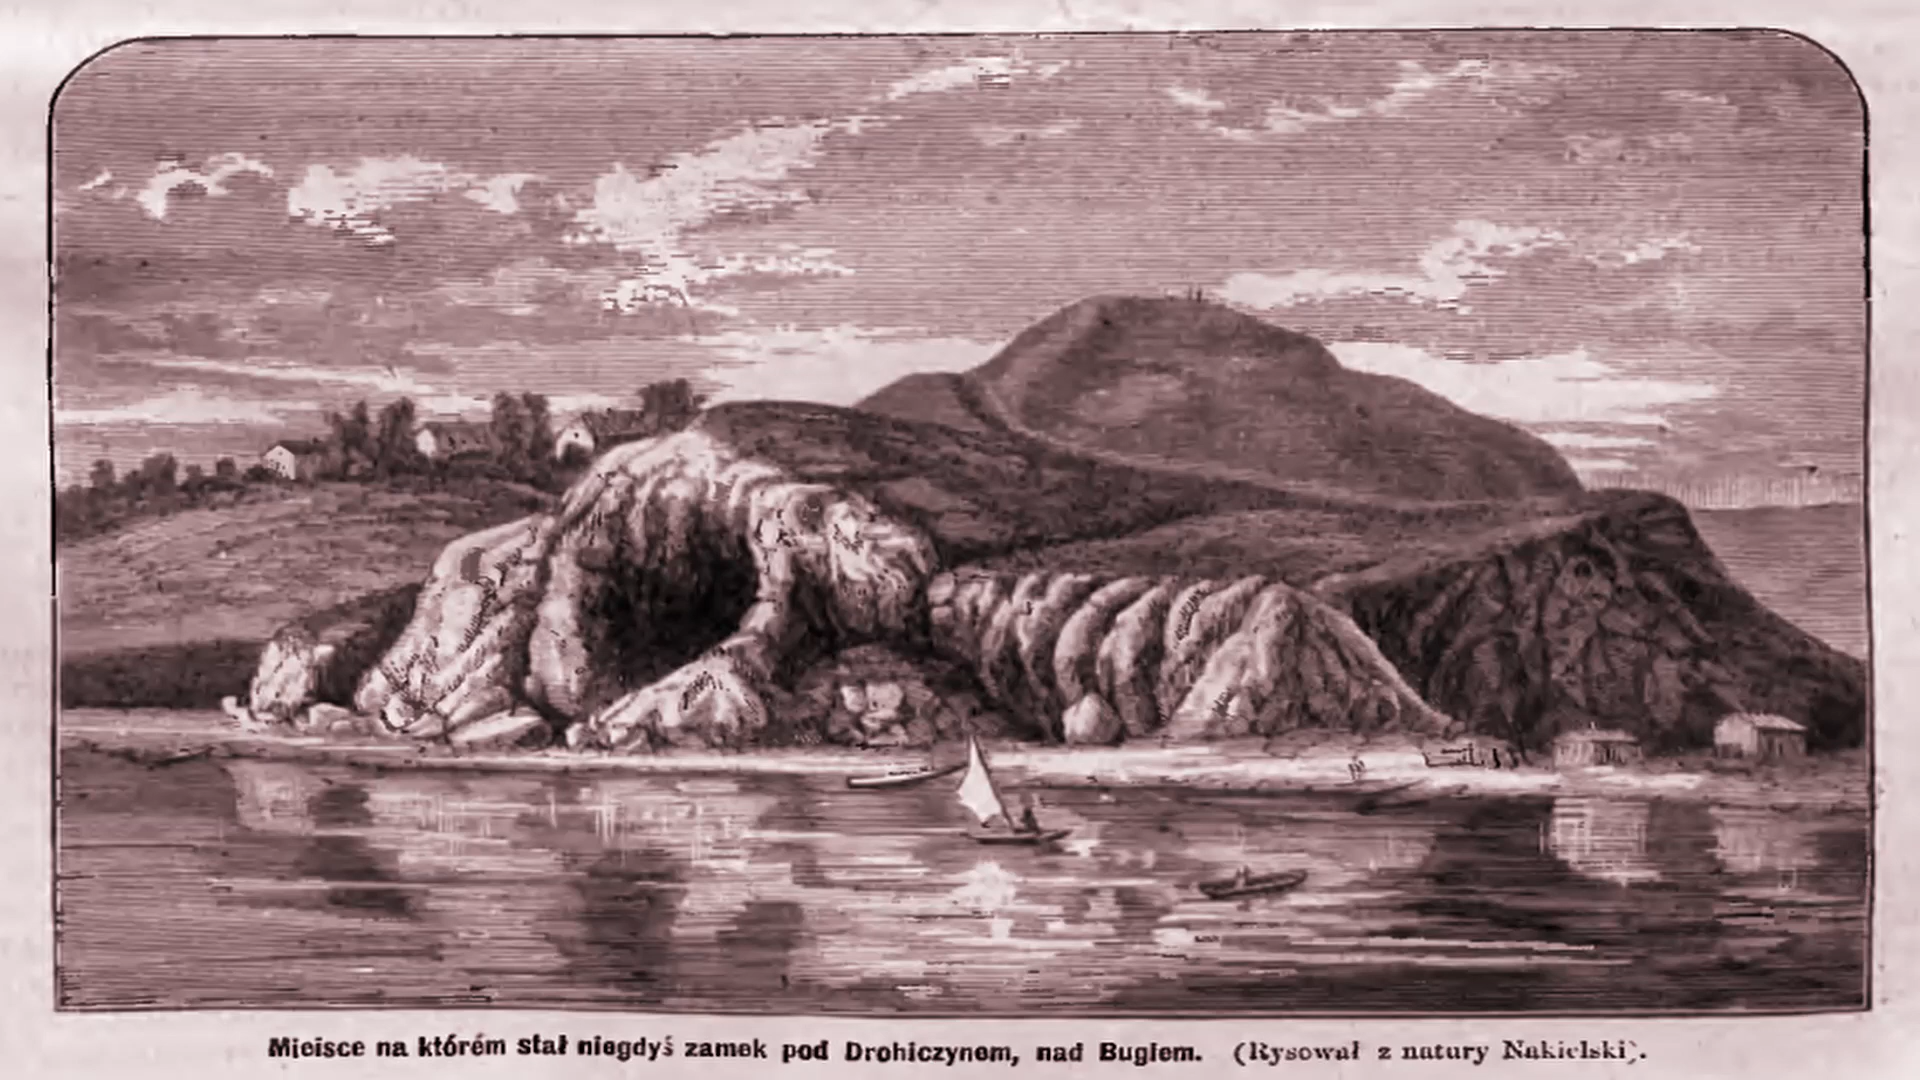 Miejsce na którém stał niegdyś zamek pod Drohiczynem, nad Bugiem. (Rysował z natury Nakielski).